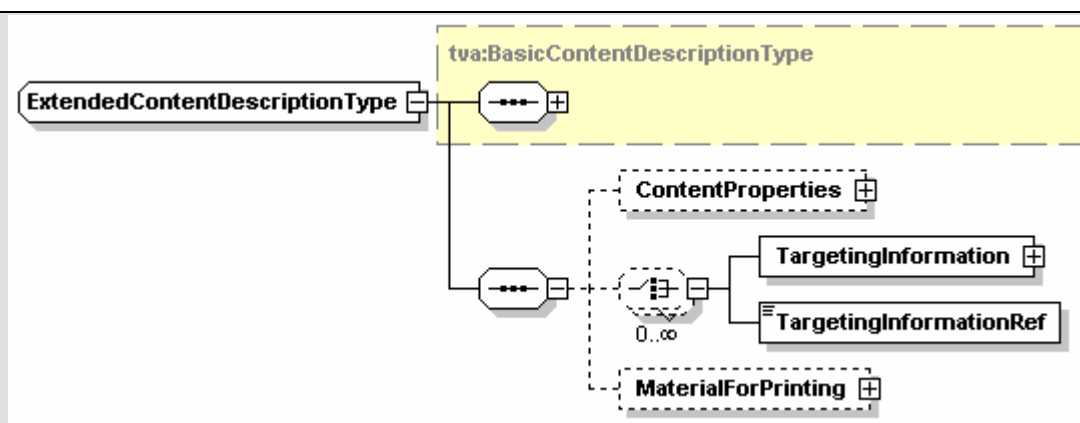 tva:BasicContentDescriptionType
ExtendedContentDescriptionType
ContentProperties
TargetingInformation
TargetingInformationRef
0..∞
MaterialForPrinting